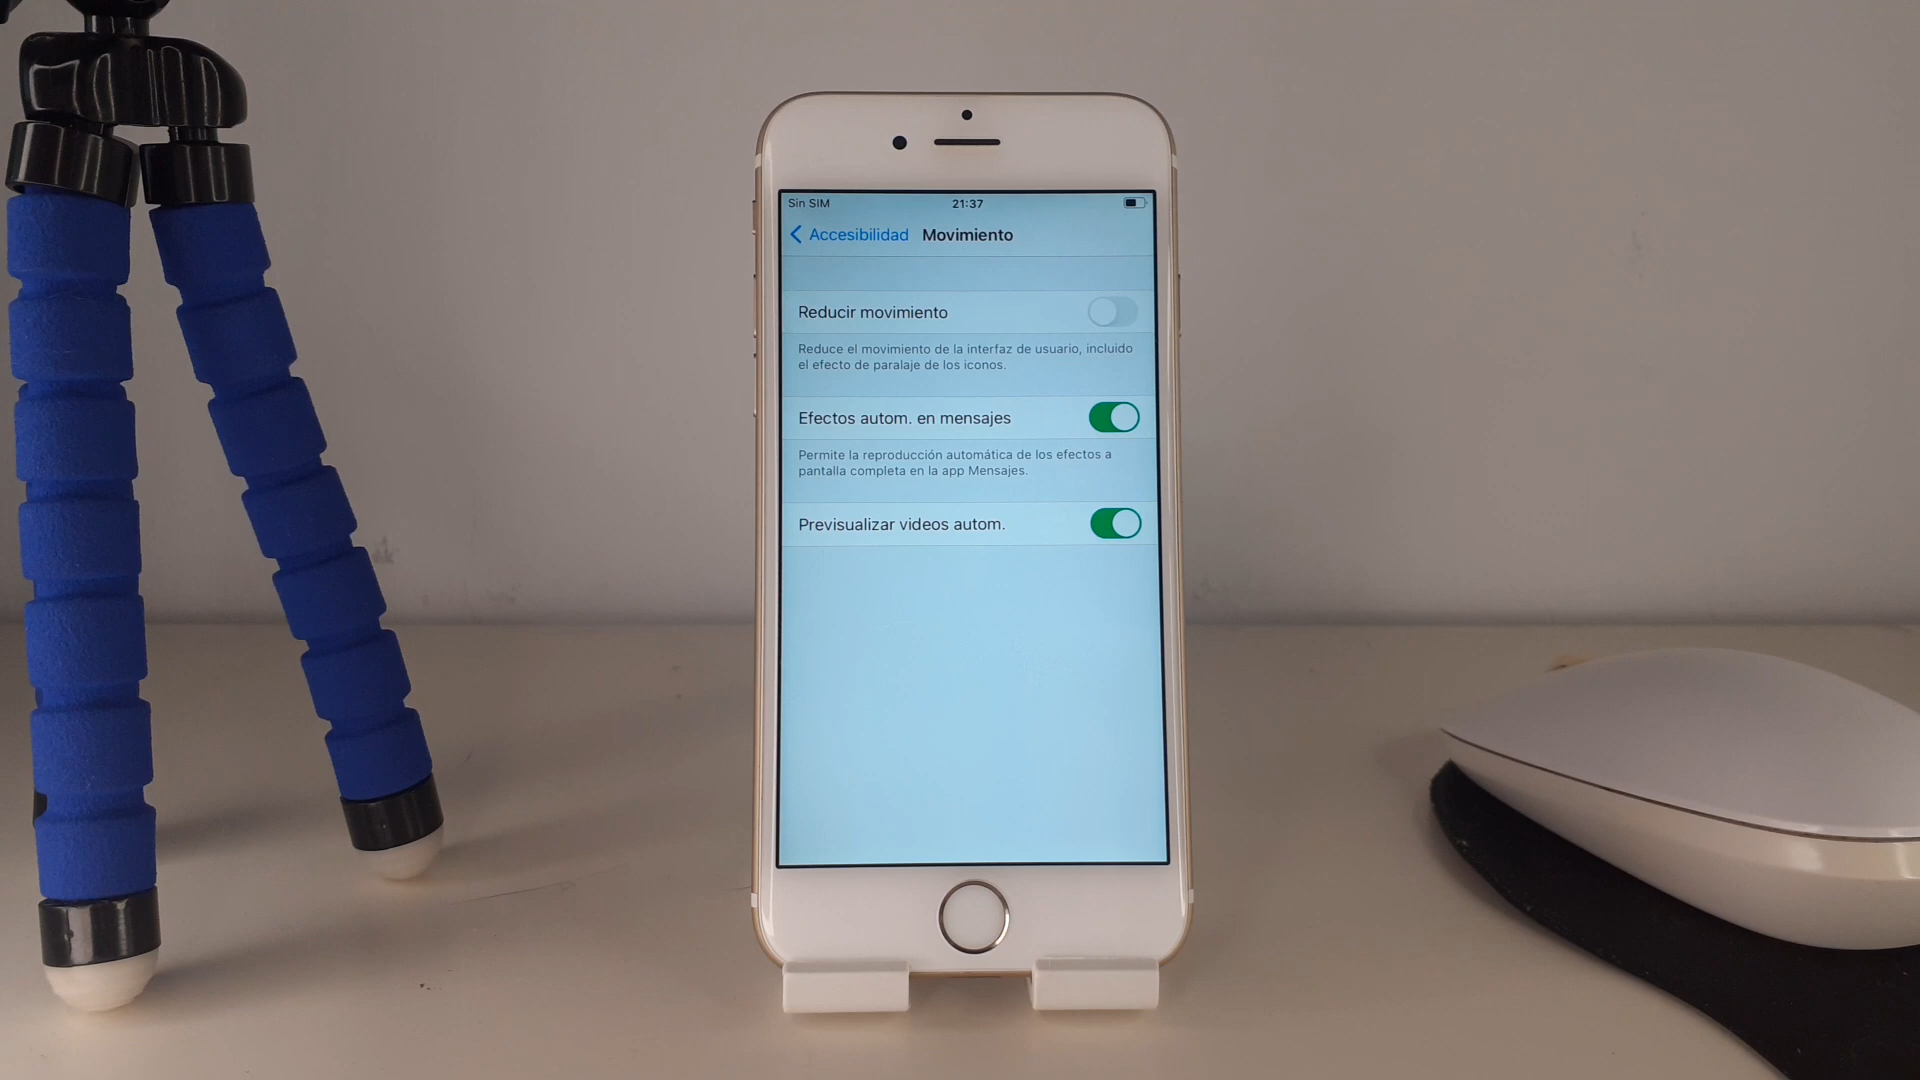 Sin SIM 21:37
Accesibilidad Movimiento
Reducir movimiento
Reduce el movimiento de la interfaz de usuario, incluido
el efecto de paralaje de los iconos.
Efectos autom. en mensajes
Permite la reproducción automática de los efectos a
pantalla completa en la app Mensajes.
Previsualizar videos autom.